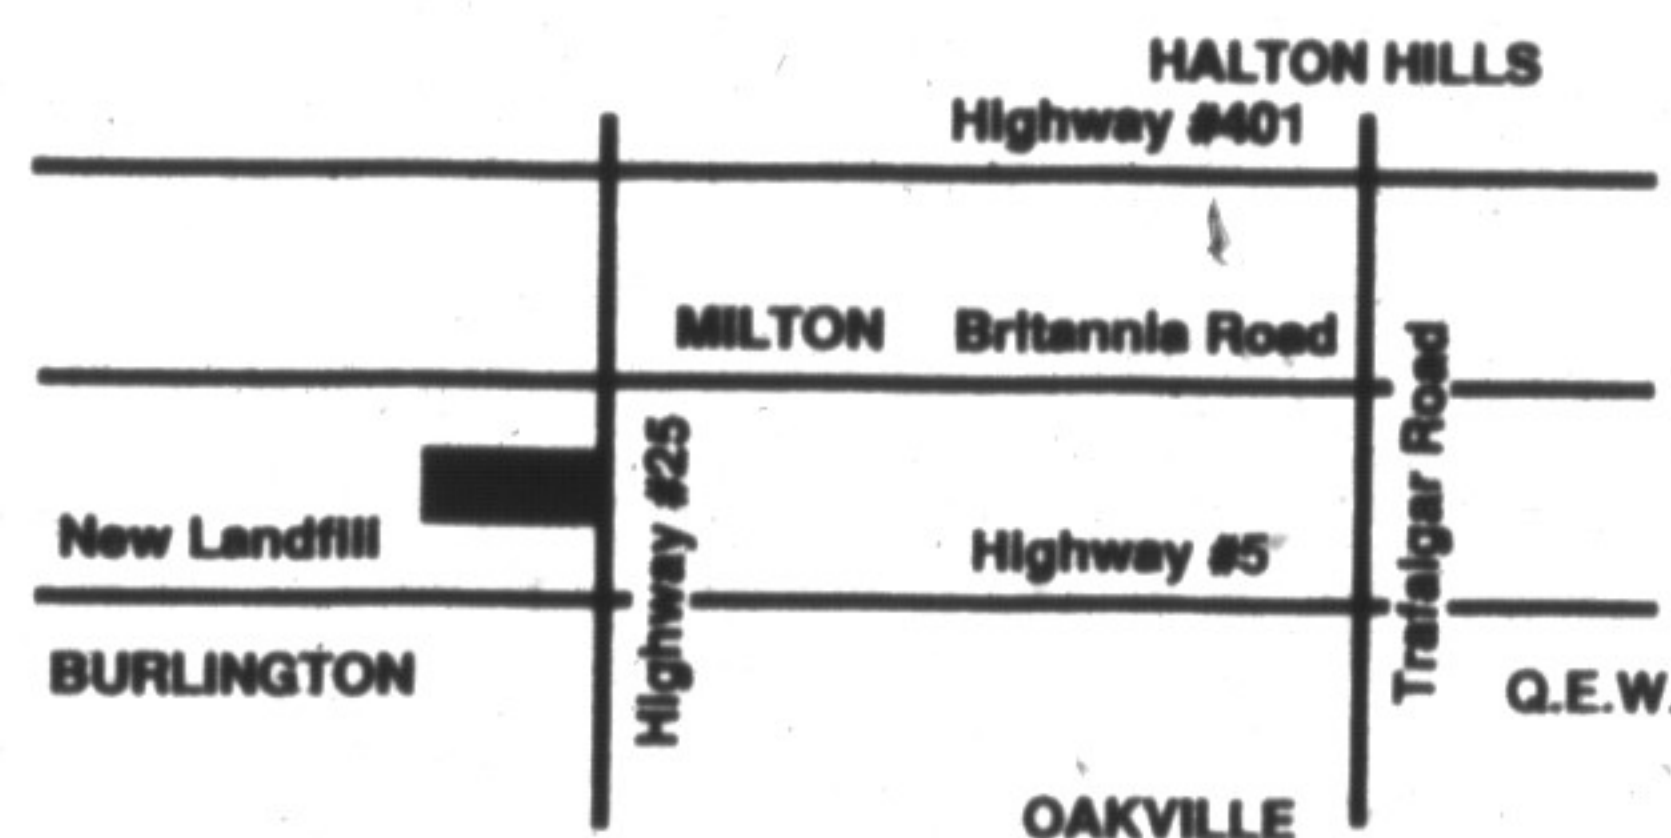 HALTON HILLS
Highway #401
MILTON
Britannia Road
Highway #25
Trafalgar Road
New Landfill
Highway #5
BURLINGTON
Q.E.W.
OAKVILLE